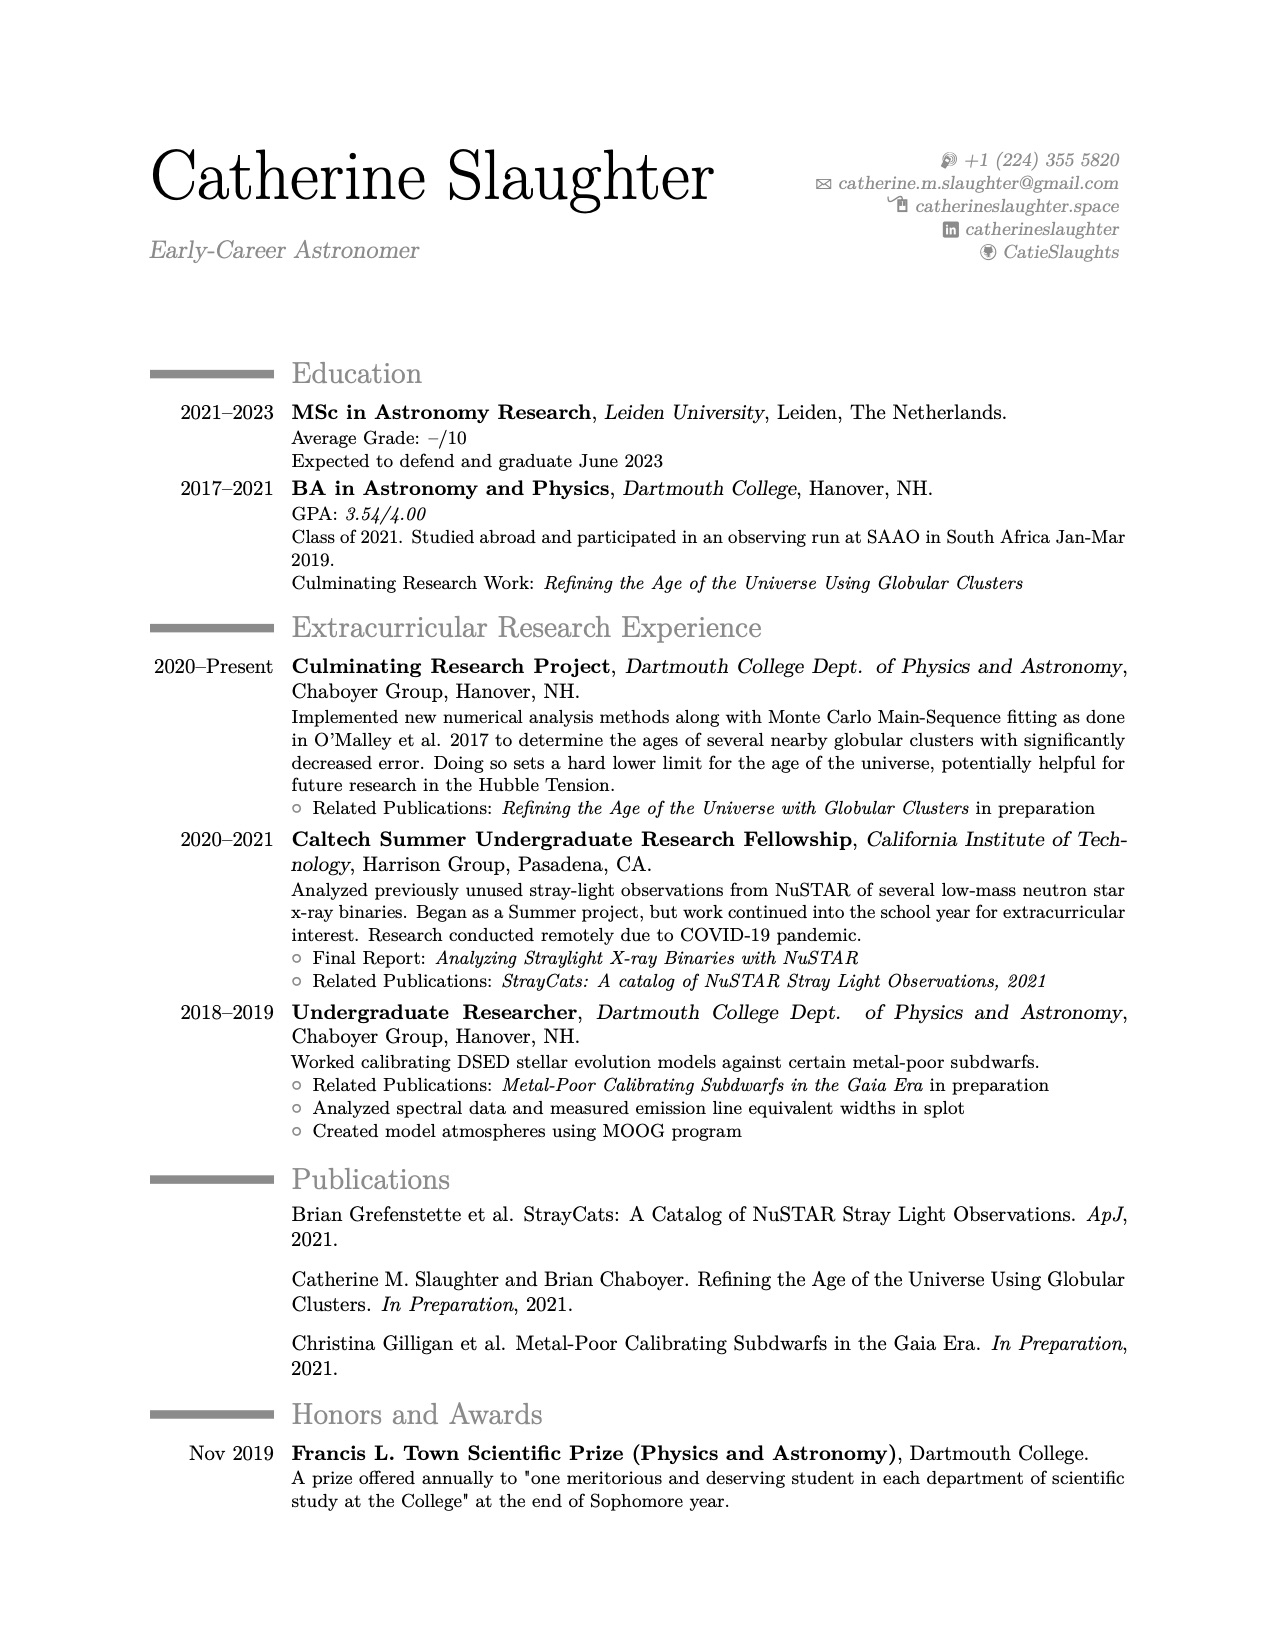 Catherine Slaughter
Early-Career Astronomer
+1 (224) 355 5820
catherine.m.slaughter@gmail.com
catherineslaughter.space
catherineslaughter
CatieSlaughts
Education
2021–2023 MSc in Astronomy Research, Leiden University, Leiden, The Netherlands.
Average Grade: –/10
Expected to defend and graduate June 2023
2017–2021 BA in Astronomy and Physics, Dartmouth College, Hanover, NH.
GPA: 3.54/4.00
Class of 2021. Studied abroad and participated in an observing run at SAAO in South Africa Jan-Mar
2019.
Culminating Research Work: Refining the Age of the Universe Using Globular Clusters
Extracurricular Research Experience
2020–Present Culminating Research Project, Dartmouth College Dept. of Physics and Astronomy,
Chaboyer Group, Hanover, NH.
Implemented new numerical analysis methods along with Monte Carlo Main-Sequence fitting as done
in O'Malley et al. 2017 to determine the ages of several nearby globular clusters with significantly
decreased error. Doing so sets a hard lower limit for the age of the universe, potentially helpful for
future research in the Hubble Tension.
○ Related Publications: Refining the Age of the Universe with Globular Clusters in preparation
2020–2021 Caltech Summer Undergraduate Research Fellowship, California Institute of Tech-
nology, Harrison Group, Pasadena, CA.
Analyzed previously unused stray-light observations from NuSTAR of several low-mass neutron star
x-ray binaries. Began as a Summer project, but work continued into the school year for extracurricular
interest. Research conducted remotely due to COVID-19 pandemic.
○ Final Report: Analyzing Straylight X-ray Binaries with NuSTAR
○ Related Publications: StrayCats: A catalog of NuSTAR Stray Light Observations, 2021
2018–2019 Undergraduate Researcher, Dartmouth College Dept. of Physics and Astronomy,
Chaboyer Group, Hanover, NH.
Worked calibrating DSED stellar evolution models against certain metal-poor subdwarfs.
○ Related Publications: Metal-Poor Calibrating Subdwarfs in the Gaia Era in preparation
○ Analyzed spectral data and measured emission line equivalent widths in splot
○ Created model atmospheres using MOOG program
Publications
Brian Grefenstette et al. StrayCats: A Catalog of NuSTAR Stray Light Observations. ApJ,
2021.
Catherine M. Slaughter and Brian Chaboyer. Refining the Age of the Universe Using Globular
Clusters. In Preparation, 2021.
Christina Gilligan et al. Metal-Poor Calibrating Subdwarfs in the Gaia Era. In Preparation,
2021.
Honors and Awards
Nov 2019 Francis L. Town Scientific Prize (Physics and Astronomy), Dartmouth College.
A prize offered annually to "one meritorious and deserving student in each department of scientific
study at the College" at the end of Sophomore year.